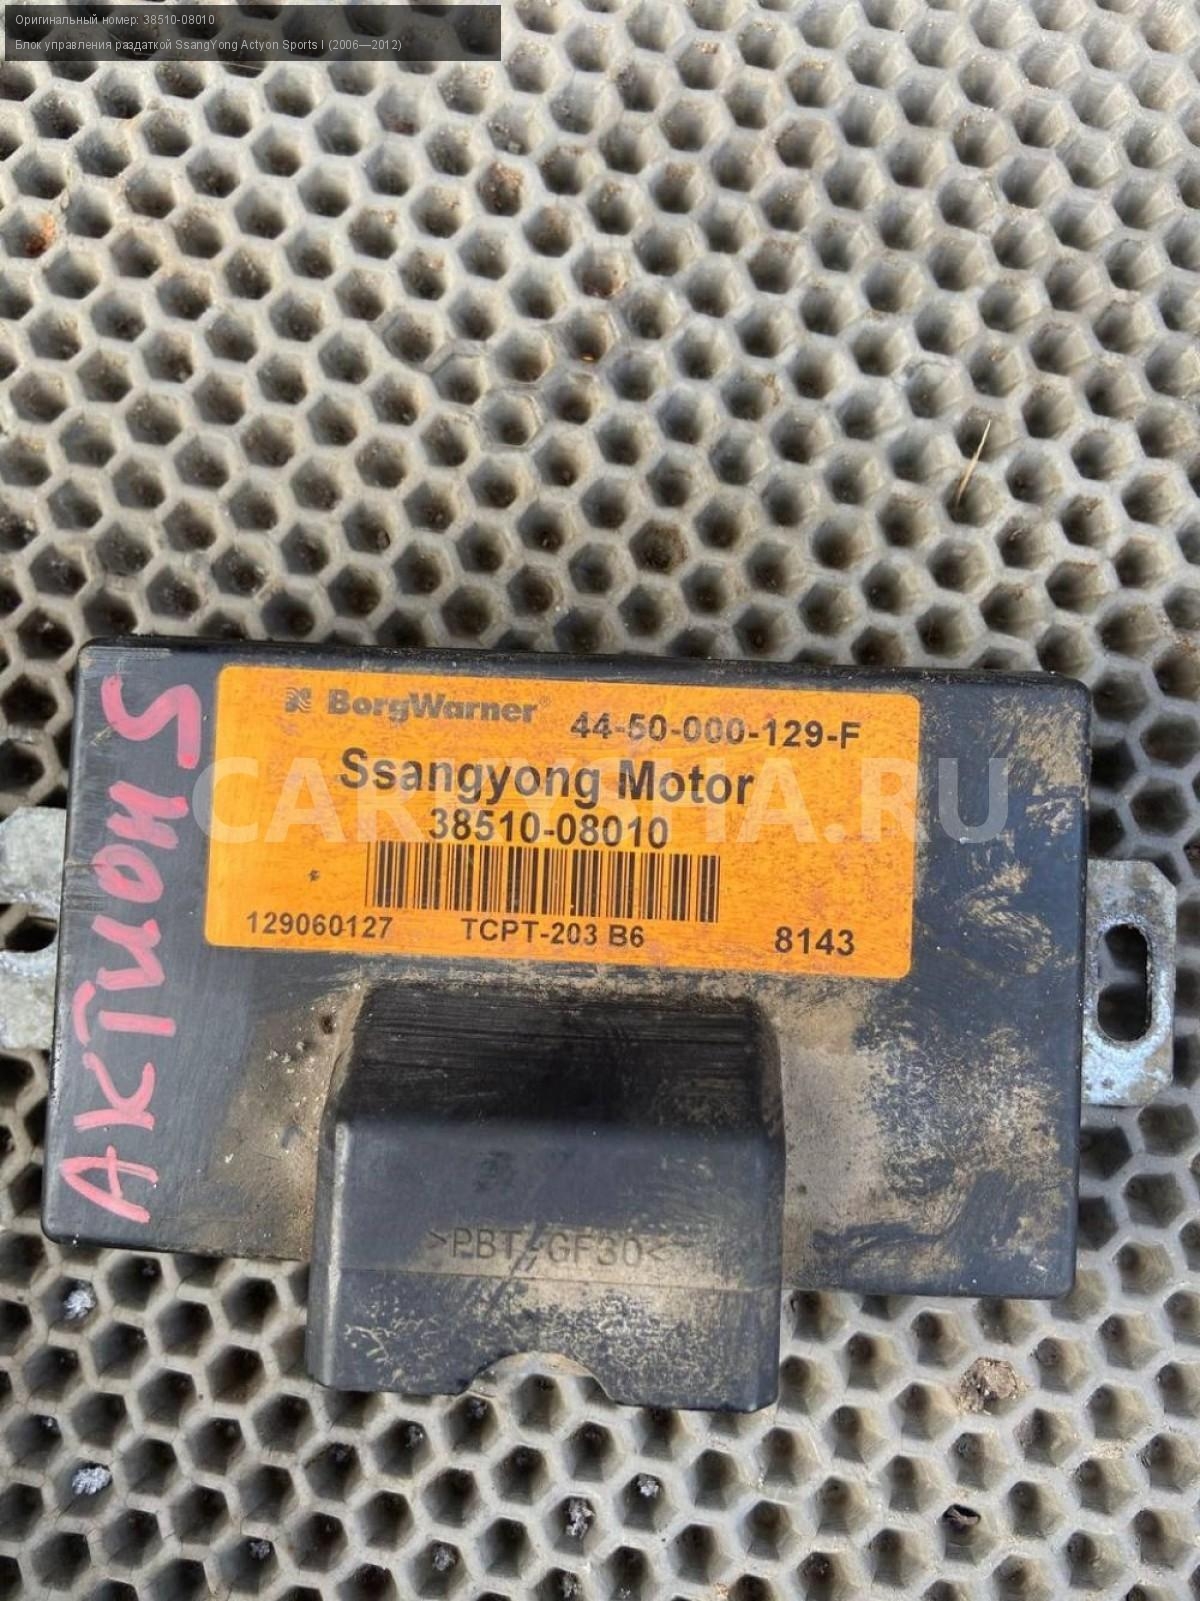 Оригинальный номер: 38510-08010
Блок управления раздаткой SsangYong Actyon Sports I (2006—2012)
BorgWarner® 44-50-000-129-F
Ssangyong Motor
CARTYSHA.RU
38510-08010
129060127 TCPT-203 B6 8143
АКТИОН S
>PBT-GF30<